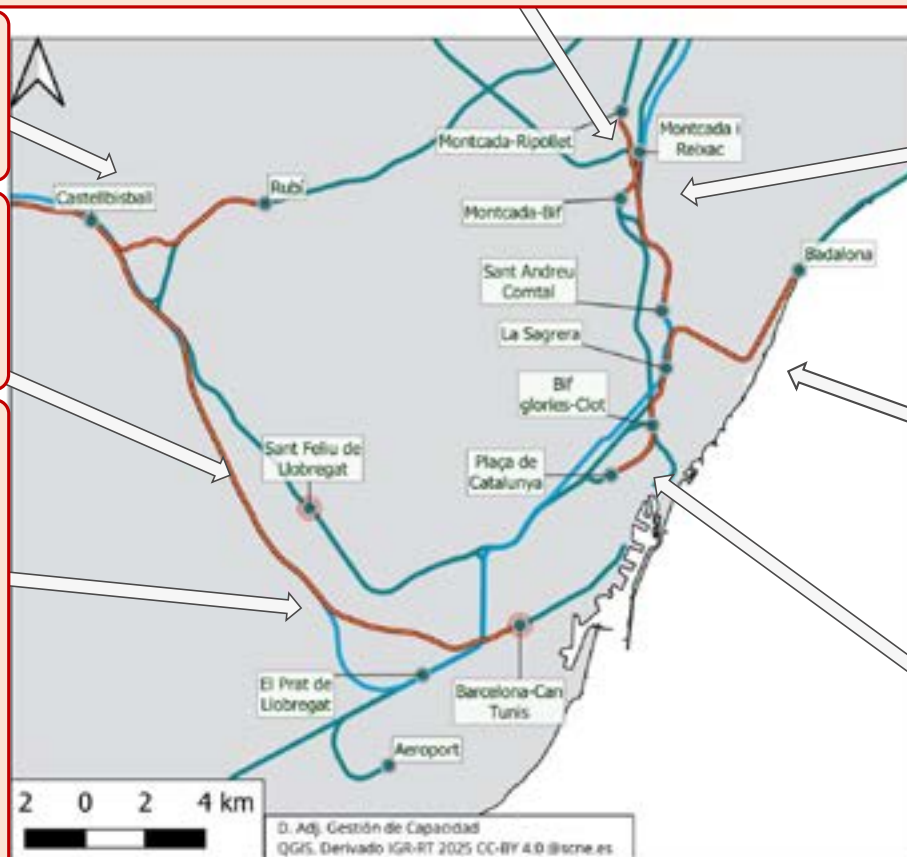 Montcada-Ripollet
Montcada i
Reixac
Castellbisball
Rubí
Montcada-Bif
Badalona
Sant Andreu
Comtal
La Sagrera
Bif
glories-Clot
Sant Feliu de
Llobregat
Plaça de
Catalunya
El Prat de
Llobregat
Barcelona-Can
Tunis
Aeroport
2 0 2 4 km
D. Adj. Gestión de Capacidad
QGIS. Derivado IGR-RT 2025 CC-BY 4.0 @scne.es